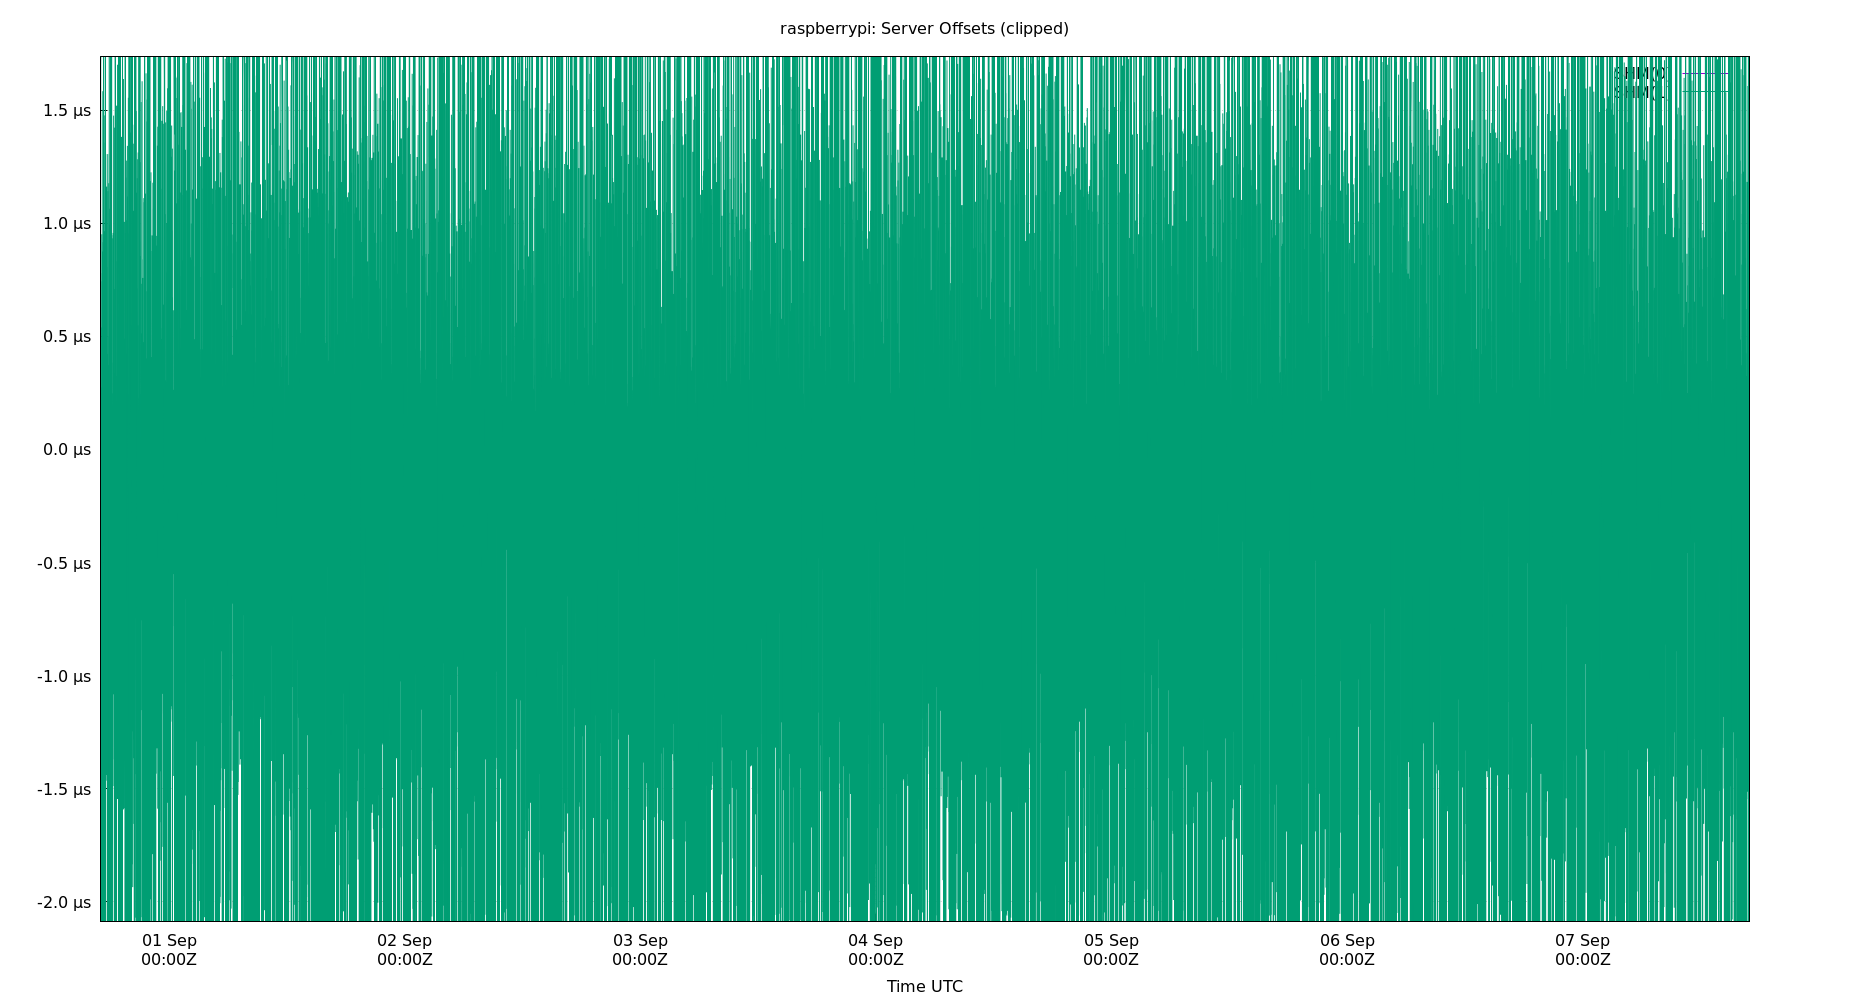 raspberrypi: Server Offsets (clipped)
1.5 µs
1.0 µs
0.5 µs
0.0 µs
-0.5 µs
-1.0 µs
-1.5 µs
-2.0 µs
01 Sep 02 Sep 03 Sep 04 Sep 05 Sep 06 Sep 07 Sep
00:00Z 00:00Z 00:00Z 00:00Z 00:00Z 00:00Z 00:00Z
Time UTC